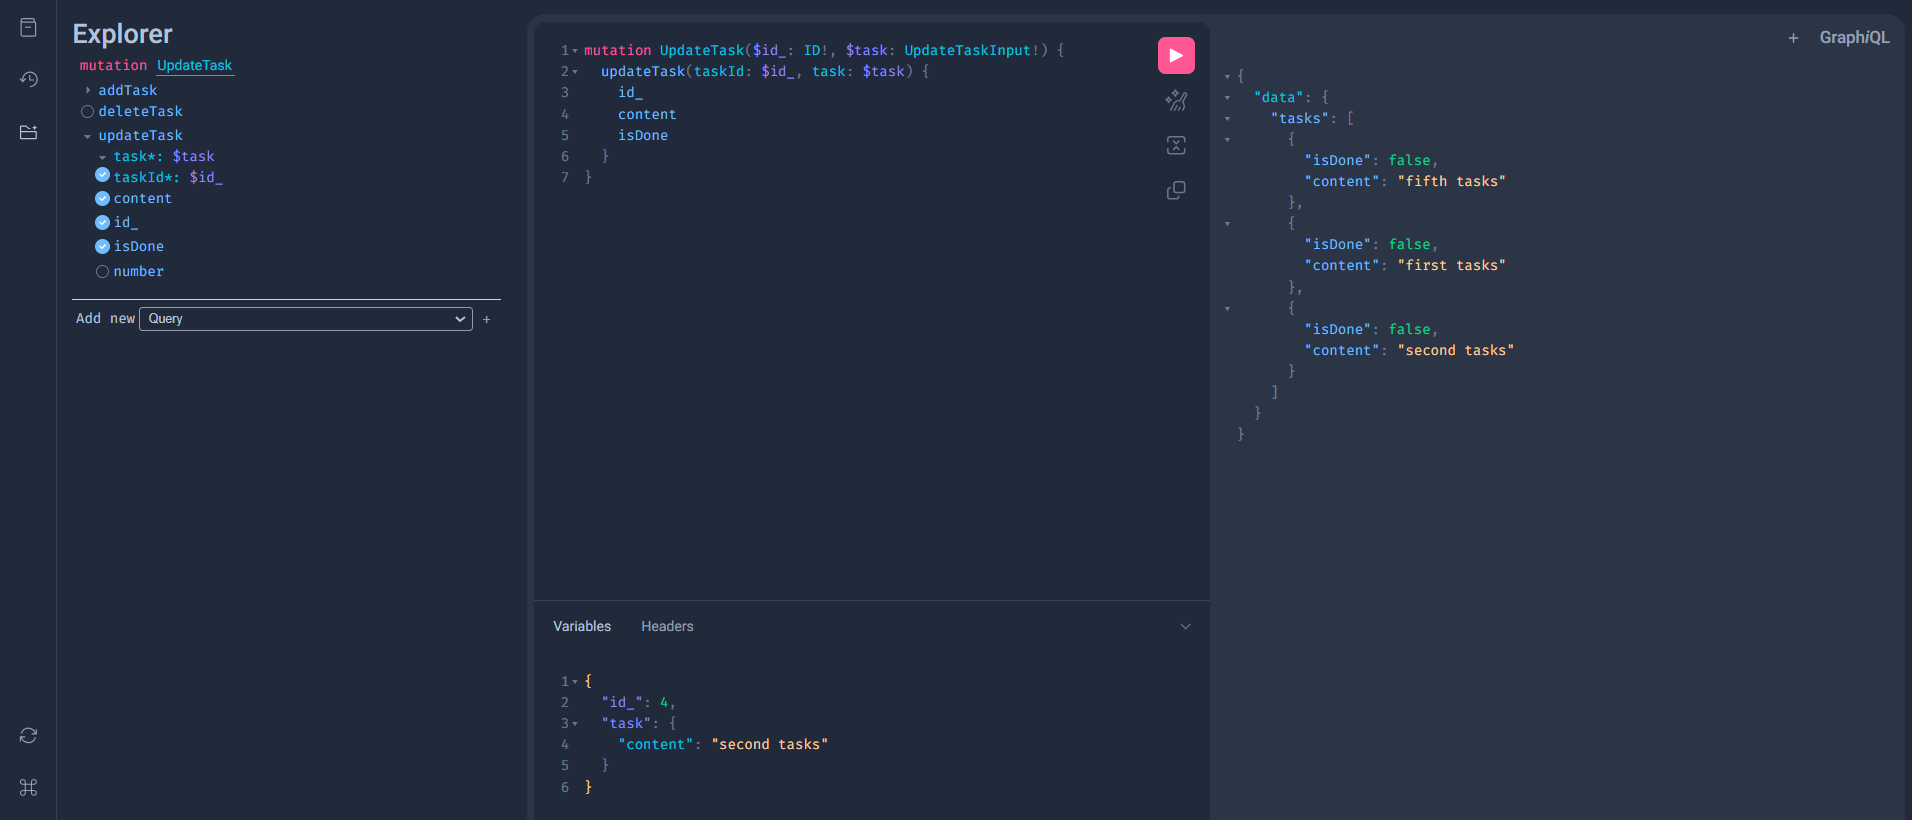 Explorer
mutation UpdateTask
addTask
deleteTask
updateTask
task*: $task
taskId*: $id_
content
id_
isDone
number
Add new Query +
1 mutation UpdateTask($id_: ID!, $task: UpdateTaskInput!) {
2 updateTask(taskId: $id_, task: $task) {
3 id_
4 content
5 isDone
6 }
7 }
Variables Headers
1 {
2 "id_": 4,
3 "task": {
4 "content": "second tasks"
5 }
6 }
+ GraphiQL
{
"data": {
"tasks": [
{
"isDone": false,
"content": "fifth tasks"
},
{
"isDone": false,
"content": "first tasks"
},
{
"isDone": false,
"content": "second tasks"
}
]
}
}